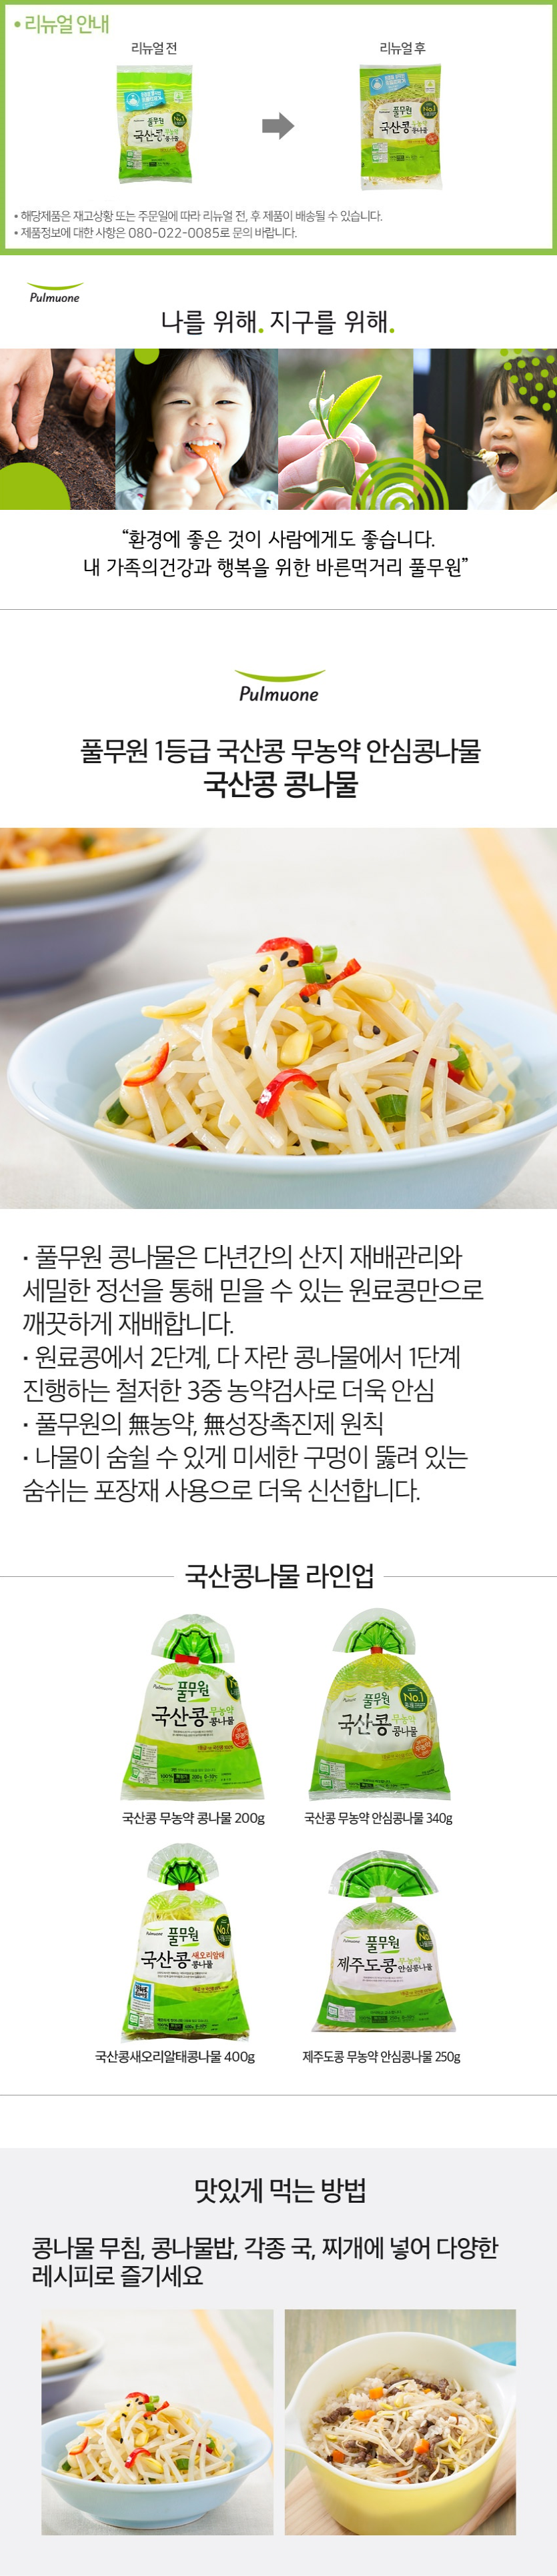 • 리뉴얼 안내
리뉴얼 전
리뉴얼 후
풀무원
국산콩
콩나물
풀무원
국산콩
콩나물
• 해당제품은 재고상황 또는 주문일에 따라 리뉴얼 전, 후 제품이 배송될 수 있습니다.
• 제품정보에 대한 사항은 080-022-0085로 문의 바랍니다.
Pulmuone
나를 위해. 지구를 위해.
“환경에 좋은 것이 사람에게도 좋습니다.
내 가족의건강과 행복을 위한 바른먹거리 풀무원”
Pulmuone
풀무원 1등급 국산콩 무농약 안심콩나물
국산콩 콩나물
· 풀무원 콩나물은 다년간의 산지 재배관리와
세밀한 정선을 통해 믿을 수 있는 원료콩만으로
깨끗하게 재배합니다.
· 원료콩에서 2단계, 다 자란 콩나물에서 1단계
진행하는 철저한 3중 농약검사로 더욱 안심
· 풀무원의 無농약, 無성장촉진제 원칙
· 나물이 숨쉴 수 있게 미세한 구멍이 뚫려 있는
숨쉬는 포장재 사용으로 더욱 신선합니다.
국산콩나물 라인업
Pulmuone
풀무원
국산콩 무농약
콩나물
Pulmuone
풀무원
No.1
국산콩 무농약
콩나물
국산콩 무농약 콩나물 200g
국산콩 무농약 안심콩나물 340g
Pulmuone
풀무원
국산콩 새오리알태
콩나물
Pulmuone
풀무원
제주도콩 무농약
안심콩나물
국산콩새오리알태콩나물 400g
제주도콩 무농약 안심콩나물 250g
맛있게 먹는 방법
콩나물 무침, 콩나물밥, 각종 국, 찌개에 넣어 다양한
레시피로 즐기세요